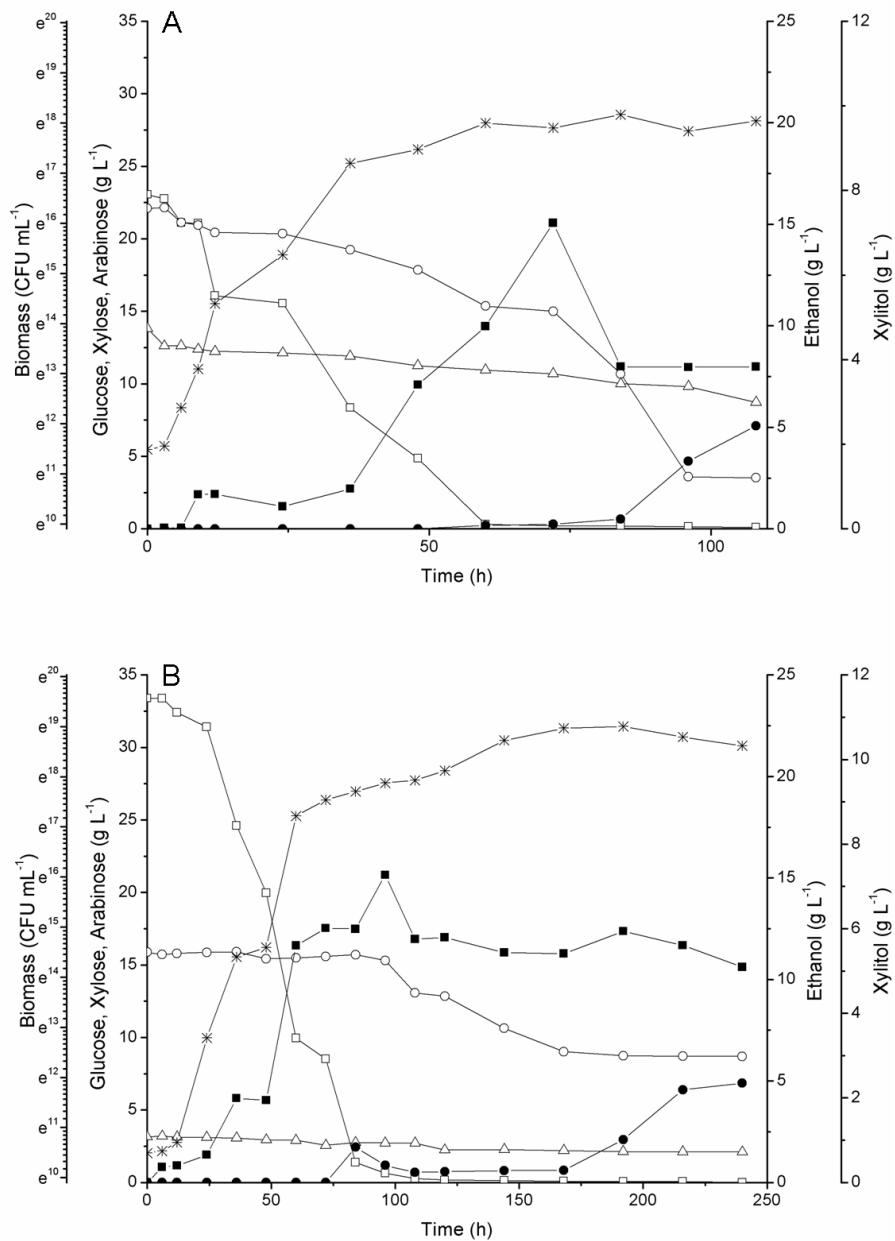 A
e20
e19
e18
e17
e16
e15
e14
e13
e12
e11
e10
Biomass (CFU mL-1)
35
30
25
20
15
10
5
0
Glucose, Xylose, Arabinose (g L-1)
25
20
15
10
5
0
Ethanol (g L-1)
12
8
4
0
Xylitol (g L-1)
0 50 100
Time (h)
B
e20
e19
e18
e17
e16
e15
e14
e13
e12
e11
e10
Biomass (CFU mL-1)
35
30
25
20
15
10
5
0
Glucose, Xylose, Arabinose (g L-1)
25
20
15
10
5
0
Ethanol (g L-1)
12
10
8
6
4
2
0
Xylitol (g L-1)
0 50 100 150 200 250
Time (h)